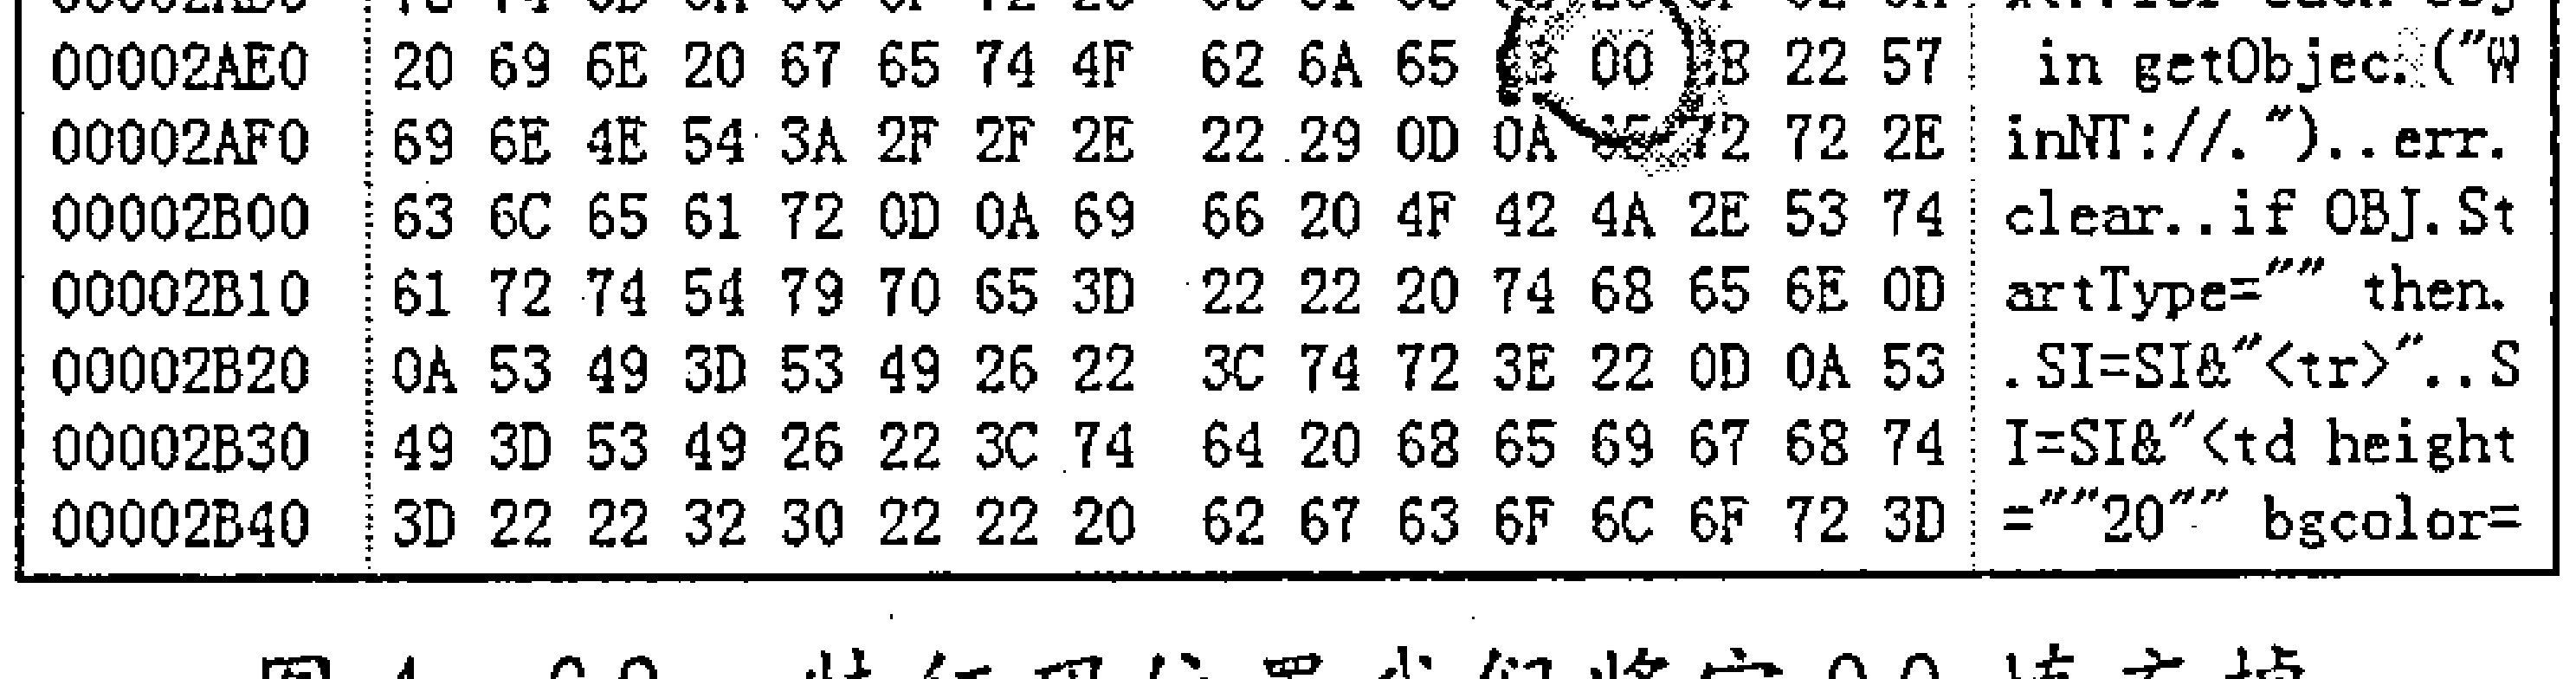 00002AE0 20 69 6E 20 67 65 74 4F 62 6A 65 00 22 57 in getObjec.("W
00002AF0 69 6E 4E 54 3A 2F 2F 2E 22 29 0D 0A 72 72 2E inNT://.")..err.
00002B00 63 6C 65 61 72 0D 0A 69 66 20 4F 42 4A 2E 53 74 clear..if OBJ.St
00002B10 61 72 74 54 79 70 65 3D 22 22 20 74 68 65 6E 0D artType="" then.
00002B20 0A 53 49 3D 53 49 26 22 3C 74 72 3E 22 0D 0A 53 .SI=SI&"<tr>"..S
00002B30 49 3D 53 49 26 22 3C 74 64 20 68 65 69 67 68 74 I=SI&"<td height
00002B40 3D 22 22 32 30 22 22 20 62 67 63 6F 6C 6F 72 3D =""20"" bgcolor=